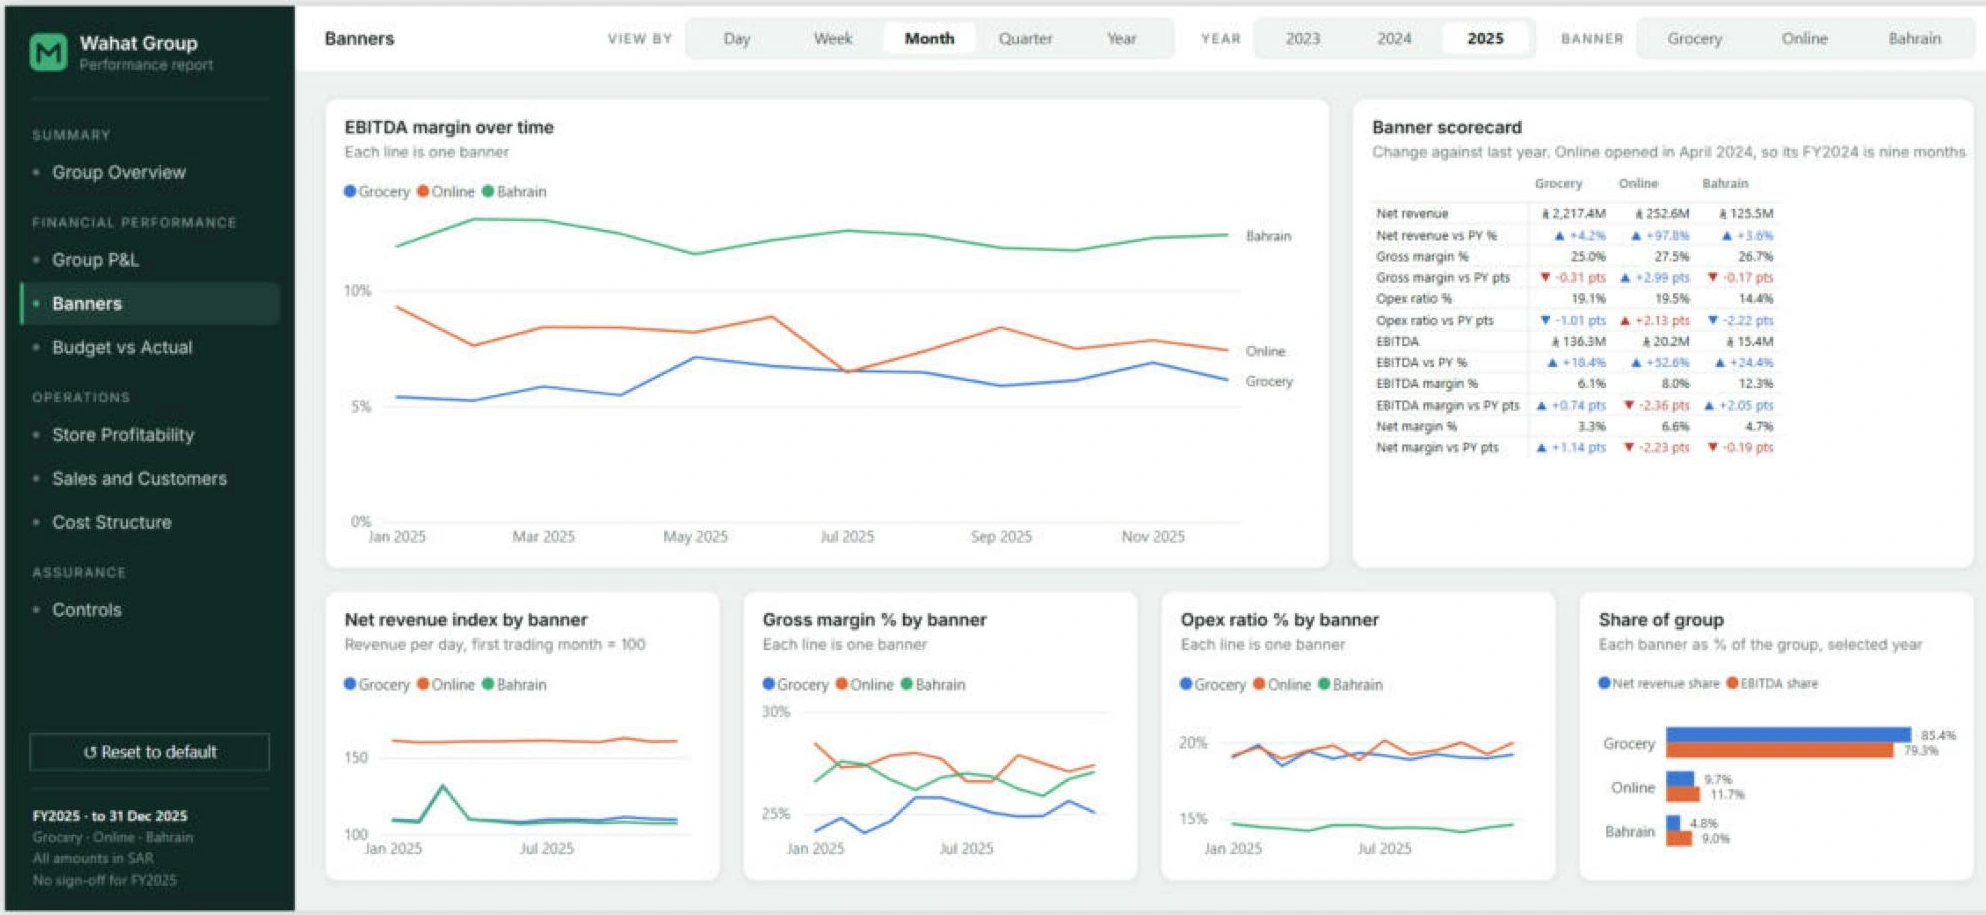 Wahat Group
Performance report
SUMMARY
Group Overview
FINANCIAL PERFORMANCE
Group P&L
Banners
Budget vs Actual
OPERATIONS
Store Profitability
Sales and Customers
Cost Structure
ASSURANCE
Controls
↺ Reset to default
FY2025 · to 31 Dec 2025
Grocery · Online · Bahrain
All amounts in SAR
No sign-off for FY2025
Banners
VIEW BY Day Week Month Quarter Year
YEAR 2023 2024 2025
BANNER Grocery Online Bahrain
EBITDA margin over time
Each line is one banner
Grocery Online Bahrain
Bahrain
10%
Online
Grocery
5%
0%
Jan 2025 Mar 2025 May 2025 Jul 2025 Sep 2025 Nov 2025
Banner scorecard
Change against last year. Online opened in April 2024, so its FY2024 is nine months
Grocery Online Bahrain
Net revenue 2,217.4M 252.6M 125.5M
Net revenue vs PY % ▲ +4.2% ▲ +97.8% ▲ +3.6%
Gross margin % 25.0% 27.5% 26.7%
Gross margin vs PY pts ▼ -0.31 pts ▲ +2.99 pts ▼ -0.17 pts
Opex ratio % 19.1% 19.5% 14.4%
Opex ratio vs PY pts ▼ -1.01 pts ▲ +2.13 pts ▼ -2.22 pts
EBITDA 136.3M 20.2M 15.4M
EBITDA vs PY % ▲ +18.4% ▲ +52.6% ▲ +24.4%
EBITDA margin % 6.1% 8.0% 12.3%
EBITDA margin vs PY pts ▲ +0.74 pts ▼ -2.36 pts ▲ +2.05 pts
Net margin % 3.3% 6.6% 4.7%
Net margin vs PY pts ▲ +1.14 pts ▼ -2.23 pts ▼ -0.19 pts
Net revenue index by banner
Revenue per day, first trading month = 100
Grocery Online Bahrain
150
100
Jan 2025 Jul 2025
Gross margin % by banner
Each line is one banner
Grocery Online Bahrain
30%
25%
Jan 2025 Jul 2025
Opex ratio % by banner
Each line is one banner
Grocery Online Bahrain
20%
15%
Jan 2025 Jul 2025
Share of group
Each banner as % of the group, selected year
Net revenue share EBITDA share
Grocery 85.4%
79.3%
Online 9.7%
11.7%
Bahrain 4.8%
9.0%